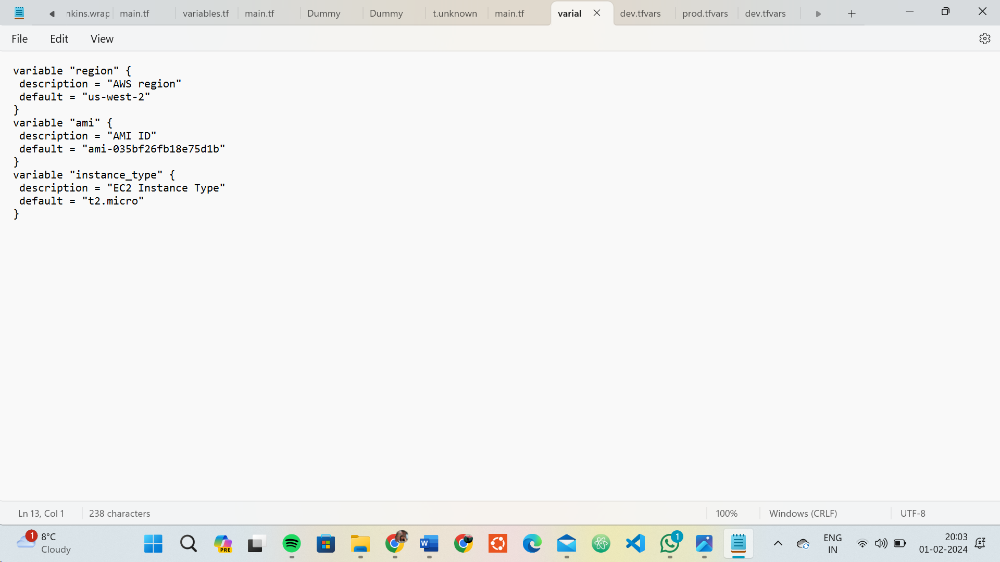 nkins.wrap main.tf variables.tf main.tf Dummy Dummy t.unknown main.tf variab dev.tfvars prod.tfvars dev.tfvars
File Edit View
variable "region" {
 description = "AWS region"
 default = "us-west-2"
}
variable "ami" {
 description = "AMI ID"
 default = "ami-035bf26fb18e75d1b"
}
variable "instance_type" {
 description = "EC2 Instance Type"
 default = "t2.micro"
}
Ln 13, Col 1 238 characters 100% Windows (CRLF) UTF-8
1 8°C
Cloudy
PRE
W
1
ENG
IN
20:03
01-02-2024